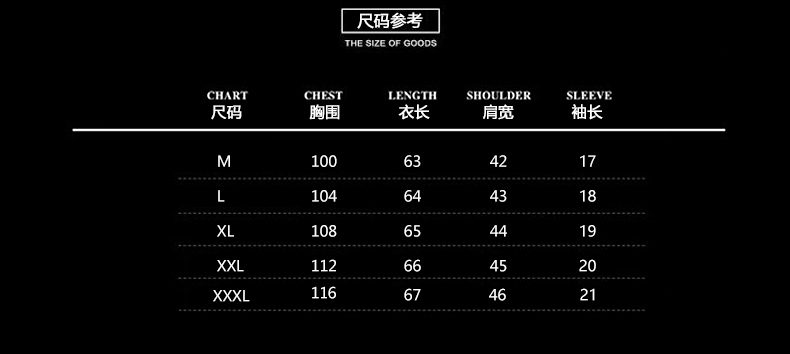 尺码参考
THE SIZE OF GOODS
CHART CHEST LENGTH SHOULDER SLEEVE
尺码 胸围 衣长 肩宽 袖长
M 100 63 42 17
L 104 64 43 18
XL 108 65 44 19
XXL 112 66 45 20
XXXL 116 67 46 21